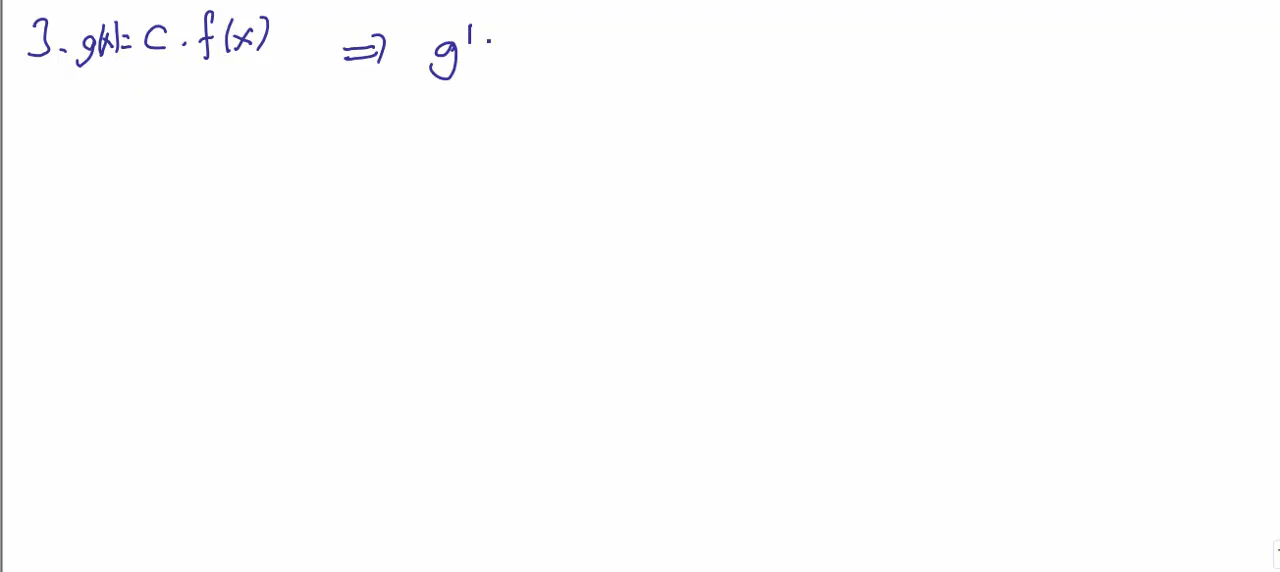 3. g(x) = c . f(x) ⇒ g' .